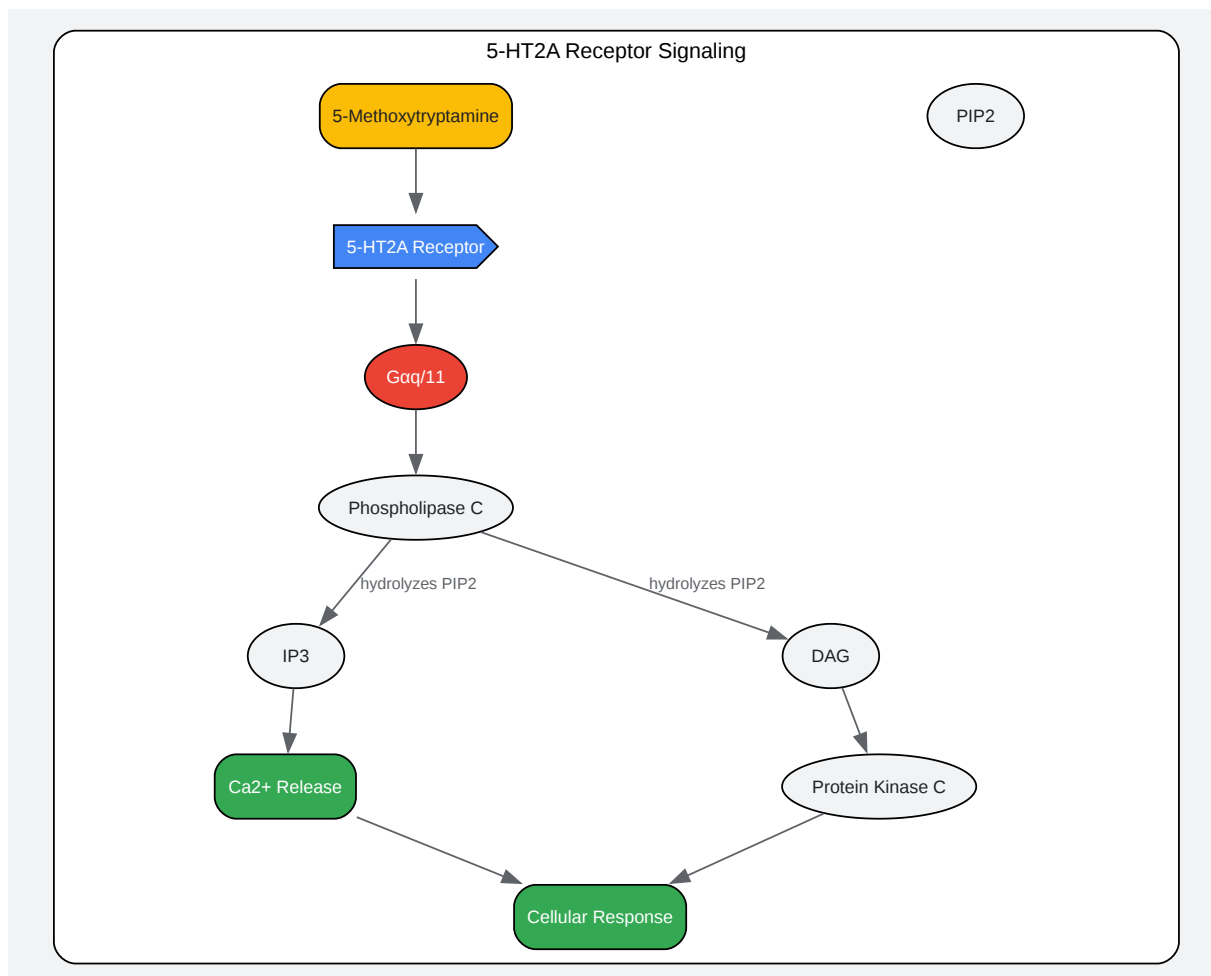 5-HT2A Receptor Signaling
5-Methoxytryptamine
PIP2
5-HT2A Receptor
Gαq/11
Phospholipase C
hydrolyzes PIP2
hydrolyzes PIP2
IP3
DAG
Ca2+ Release
Protein Kinase C
Cellular Response